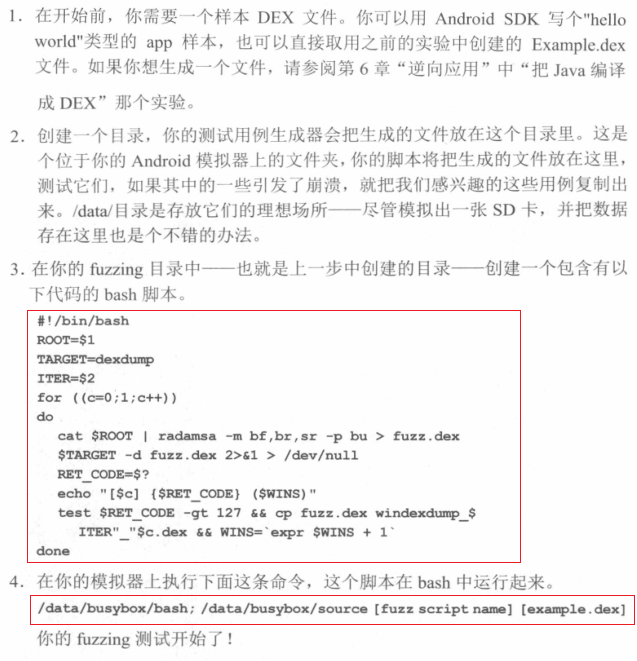 1. 在开始前，你需要一个样本 DEX 文件。你可以用 Android SDK 写个"hello
world"类型的 app 样本，也可以直接取用之前的实验中创建的 Example.dex
文件。如果你想生成一个文件，请参阅第 6 章“逆向应用”中“把 Java 编译
成 DEX”那个实验。
2. 创建一个目录，你的测试用例生成器会把生成的文件放在这个目录里。这是
个位于你的 Android 模拟器上的文件夹，你的脚本将把生成的文件放在这里，
测试它们，如果其中的一些引发了崩溃，就把我们感兴趣的这些用例复制出
来。/data/目录是存放它们的理想场所——尽管模拟出一张 SD 卡，并把数据
存在这里也是个不错的办法。
3. 在你的 fuzzing 目录中——也就是上一步中创建的目录——创建一个包含有以
下代码的 bash 脚本。
#!/bin/bash
ROOT=$1
TARGET=dexdump
ITER=$2
for ((c=0;1;c++))
do
cat $ROOT | radamsa -m bf,br,sr -p bu > fuzz.dex
$TARGET -d fuzz.dex 2>&1 > /dev/null
RET_CODE=$?
echo "[$c] {$RET_CODE} ($WINS)"
test $RET_CODE -gt 127 && cp fuzz.dex windexdump_$
ITER"_"$c.dex && WINS=`expr $WINS + 1`
done
4. 在你的模拟器上执行下面这条命令，这个脚本在 bash 中运行起来。
/data/busybox/bash; /data/busybox/source [fuzz script name] [example.dex]
你的 fuzzing 测试开始了！